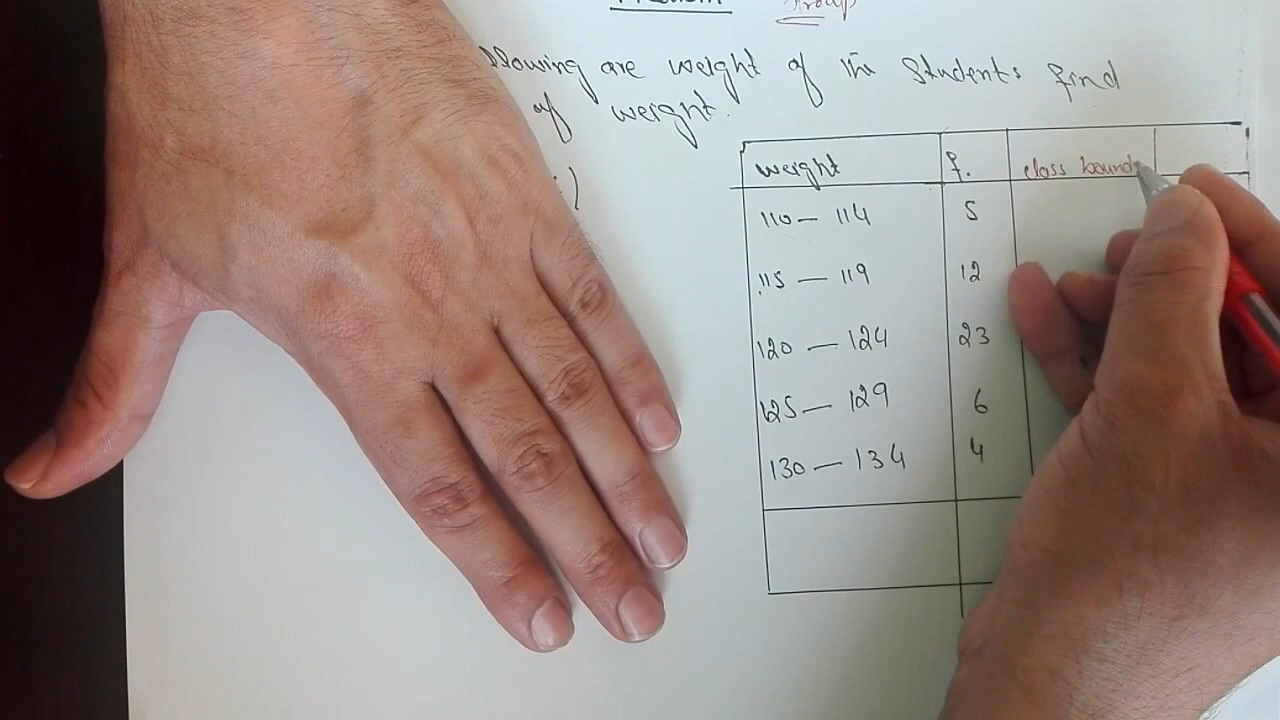 Group
llowing are weight of the students find
of weight.
weight f. class bound
110 — 114 5
115 — 119 12
120 — 124 23
125 — 129 6
130 — 134 4